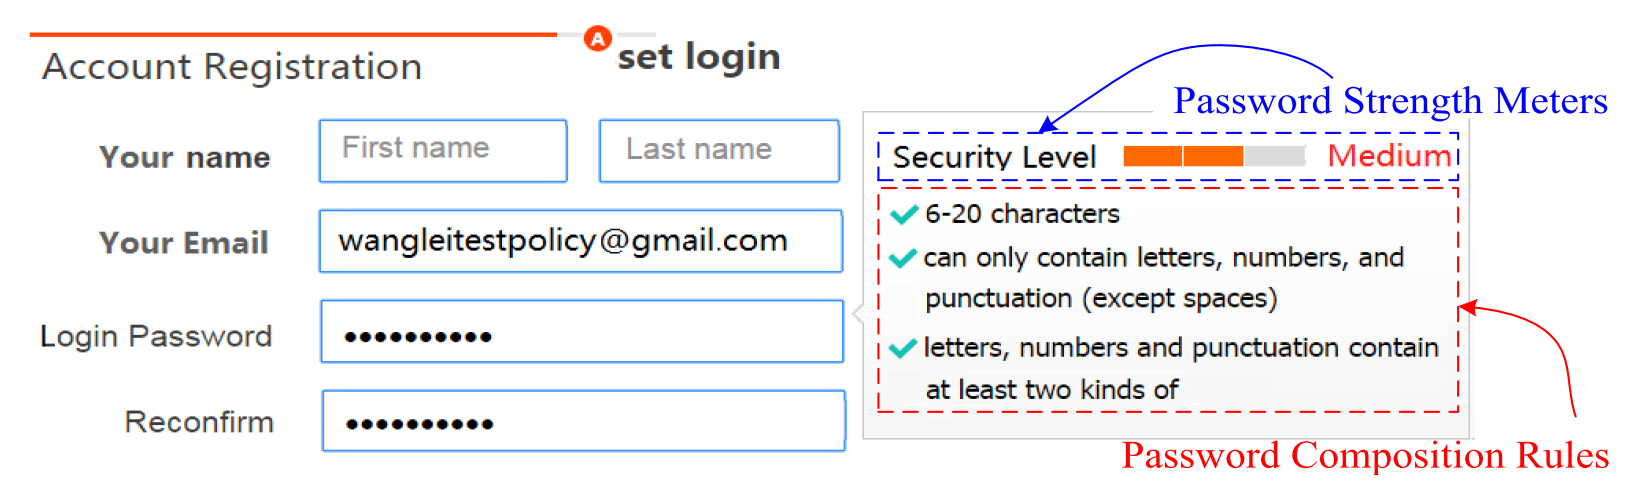 A
set login
Account Registration
Password Strength Meters
Your name
First name
Last name
Security Level
Medium
6-20 characters
Your Email
wangleitestpolicy@gmail.com
can only contain letters, numbers, and
punctuation (except spaces)
Login Password
••••••••••
letters, numbers and punctuation contain
at least two kinds of
Reconfirm
••••••••••
Password Composition Rules